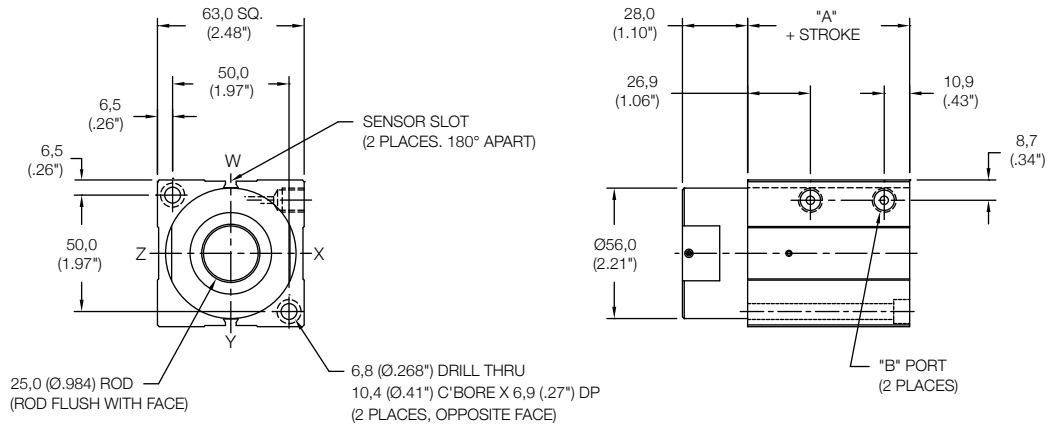 63,0 SQ.
(2.48")
50,0
(1.97")
6,5
(.26")
6,5
(.26")
50,0
(1.97")
SENSOR SLOT
(2 PLACES. 180° APART)
W
Z
X
Y
25,0 (Ø.984) ROD
(ROD FLUSH WITH FACE)
6,8 (Ø.268") DRILL THRU
10,4 (Ø.41") C'BORE X 6,9 (.27") DP
(2 PLACES, OPPOSITE FACE)
28,0
(1.10")
"A"
+ STROKE
26,9
(1.06")
10,9
(.43")
8,7
(.34")
Ø56,0
(2.21")
"B" PORT
(2 PLACES)